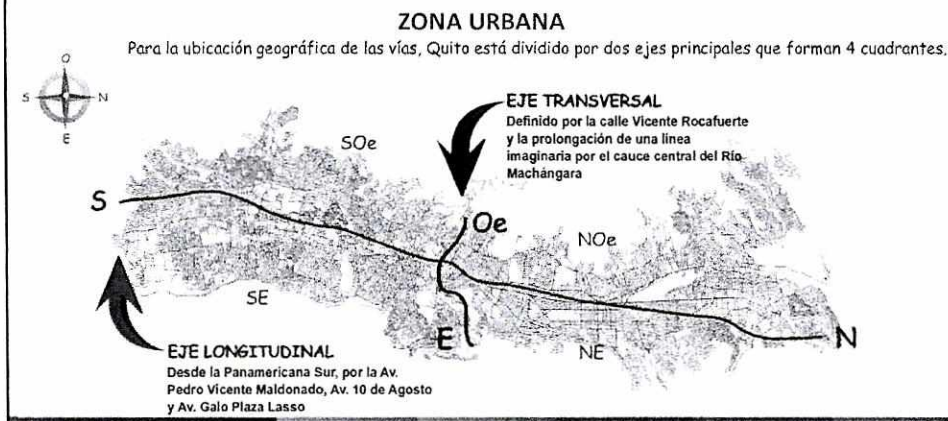 ZONA URBANA
Para la ubicación geográfica de las vías, Quito está dividido por dos ejes principales que forman 4 cuadrantes.
O
S N
E
EJE TRANSVERSAL
Definido por la calle Vicente Rocafuerte
y la prolongación de una línea
imaginaria por el cauce central del Río
Machángara
SOe
S
Oe
NOe
SE
E
NE
N
EJE LONGITUDINAL
Desde la Panamericana Sur, por la Av.
Pedro Vicente Maldonado, Av. 10 de Agosto
y Av. Galo Plaza Lasso